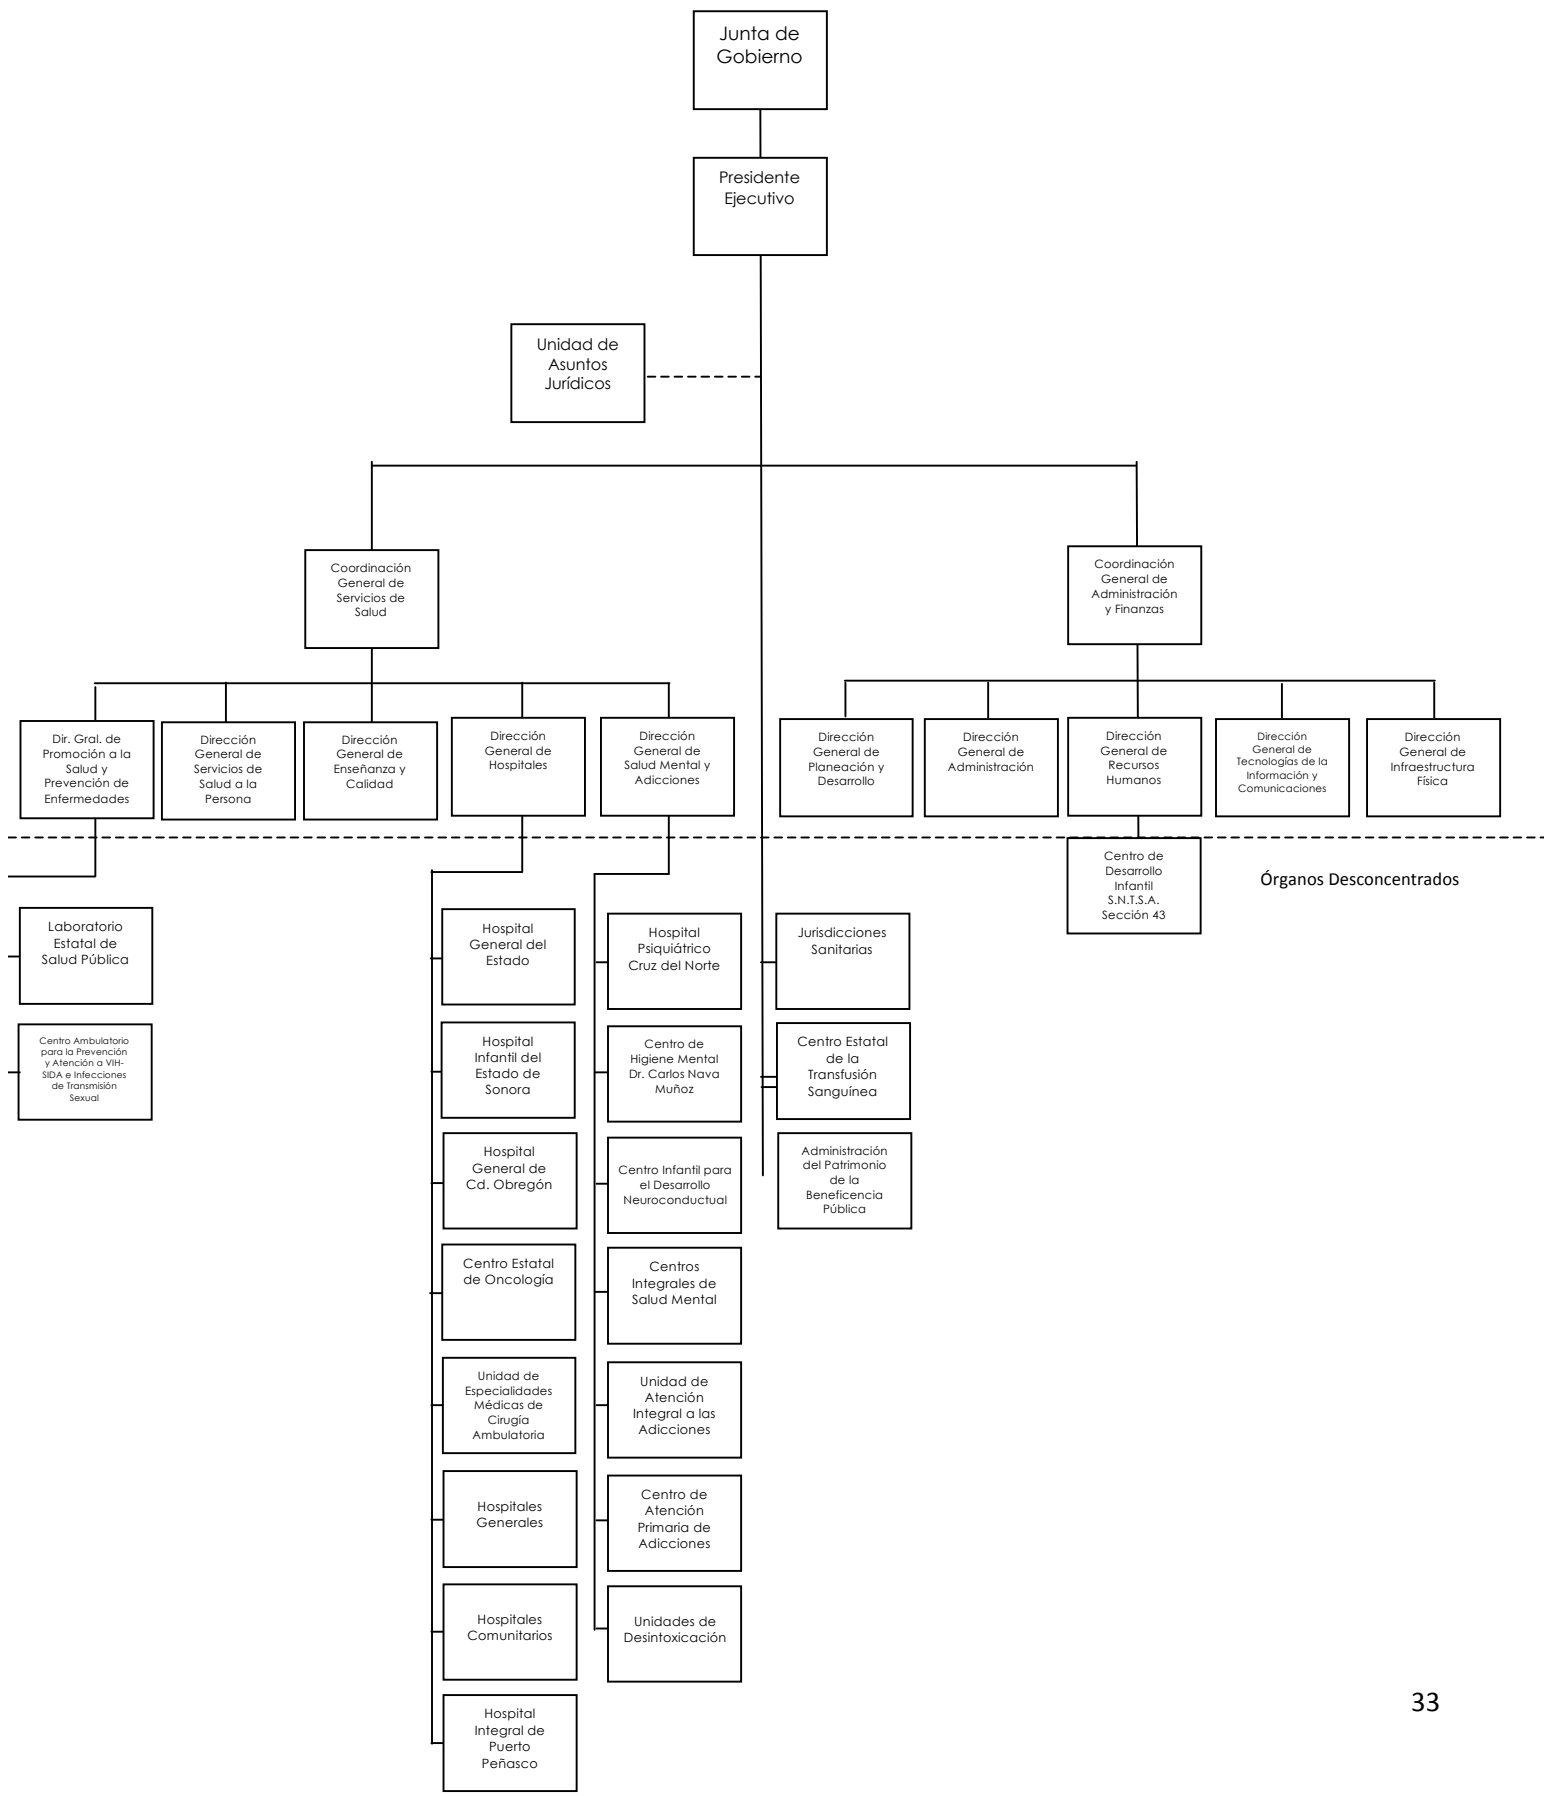 Junta de
Gobierno
Presidente
Ejecutivo
Unidad de
Asuntos
Jurídicos
Coordinación
General de
Servicios de
Salud
Coordinación
General de
Administración
y Finanzas
Dir. Gral. de
Promoción a la
Salud y
Prevención de
Enfermedades
Dirección
General de
Servicios de
Salud a la
Persona
Dirección
General de
Enseñanza y
Calidad
Dirección
General de
Hospitales
Dirección
General de
Salud Mental y
Adicciones
Dirección
General de
Planeación y
Desarrollo
Dirección
General de
Administración
Dirección
General de
Recursos
Humanos
Dirección
General de
Tecnologías de la
Información y
Comunicaciones
Dirección
General de
Infraestructura
Física
Centro de
Desarrollo
Infantil
S.N.T.S.A.
Sección 43
Órganos Desconcentrados
Laboratorio
Estatal de
Salud Pública
Centro Ambulatorio
para la Prevención
y Atención a VIH-
SIDA e Infecciones
de Transmisión
Sexual
Hospital
General del
Estado
Hospital
Infantil del
Estado de
Sonora
Hospital
General de
Cd. Obregón
Centro Estatal
de Oncología
Unidad de
Especialidades
Médicas de
Cirugía
Ambulatoria
Hospitales
Generales
Hospitales
Comunitarios
Hospital
Integral de
Puerto
Peñasco
Hospital
Psiquiátrico
Cruz del Norte
Centro de
Higiene Mental
Dr. Carlos Nava
Muñoz
Centro Infantil para
el Desarrollo
Neuroconductual
Centros
Integrales de
Salud Mental
Unidad de
Atención
Integral a las
Adicciones
Centro de
Atención
Primaria de
Adicciones
Unidades de
Desintoxicación
Jurisdicciones
Sanitarias
Centro Estatal
de la
Transfusión
Sanguínea
Administración
del Patrimonio
de la
Beneficencia
Pública
33